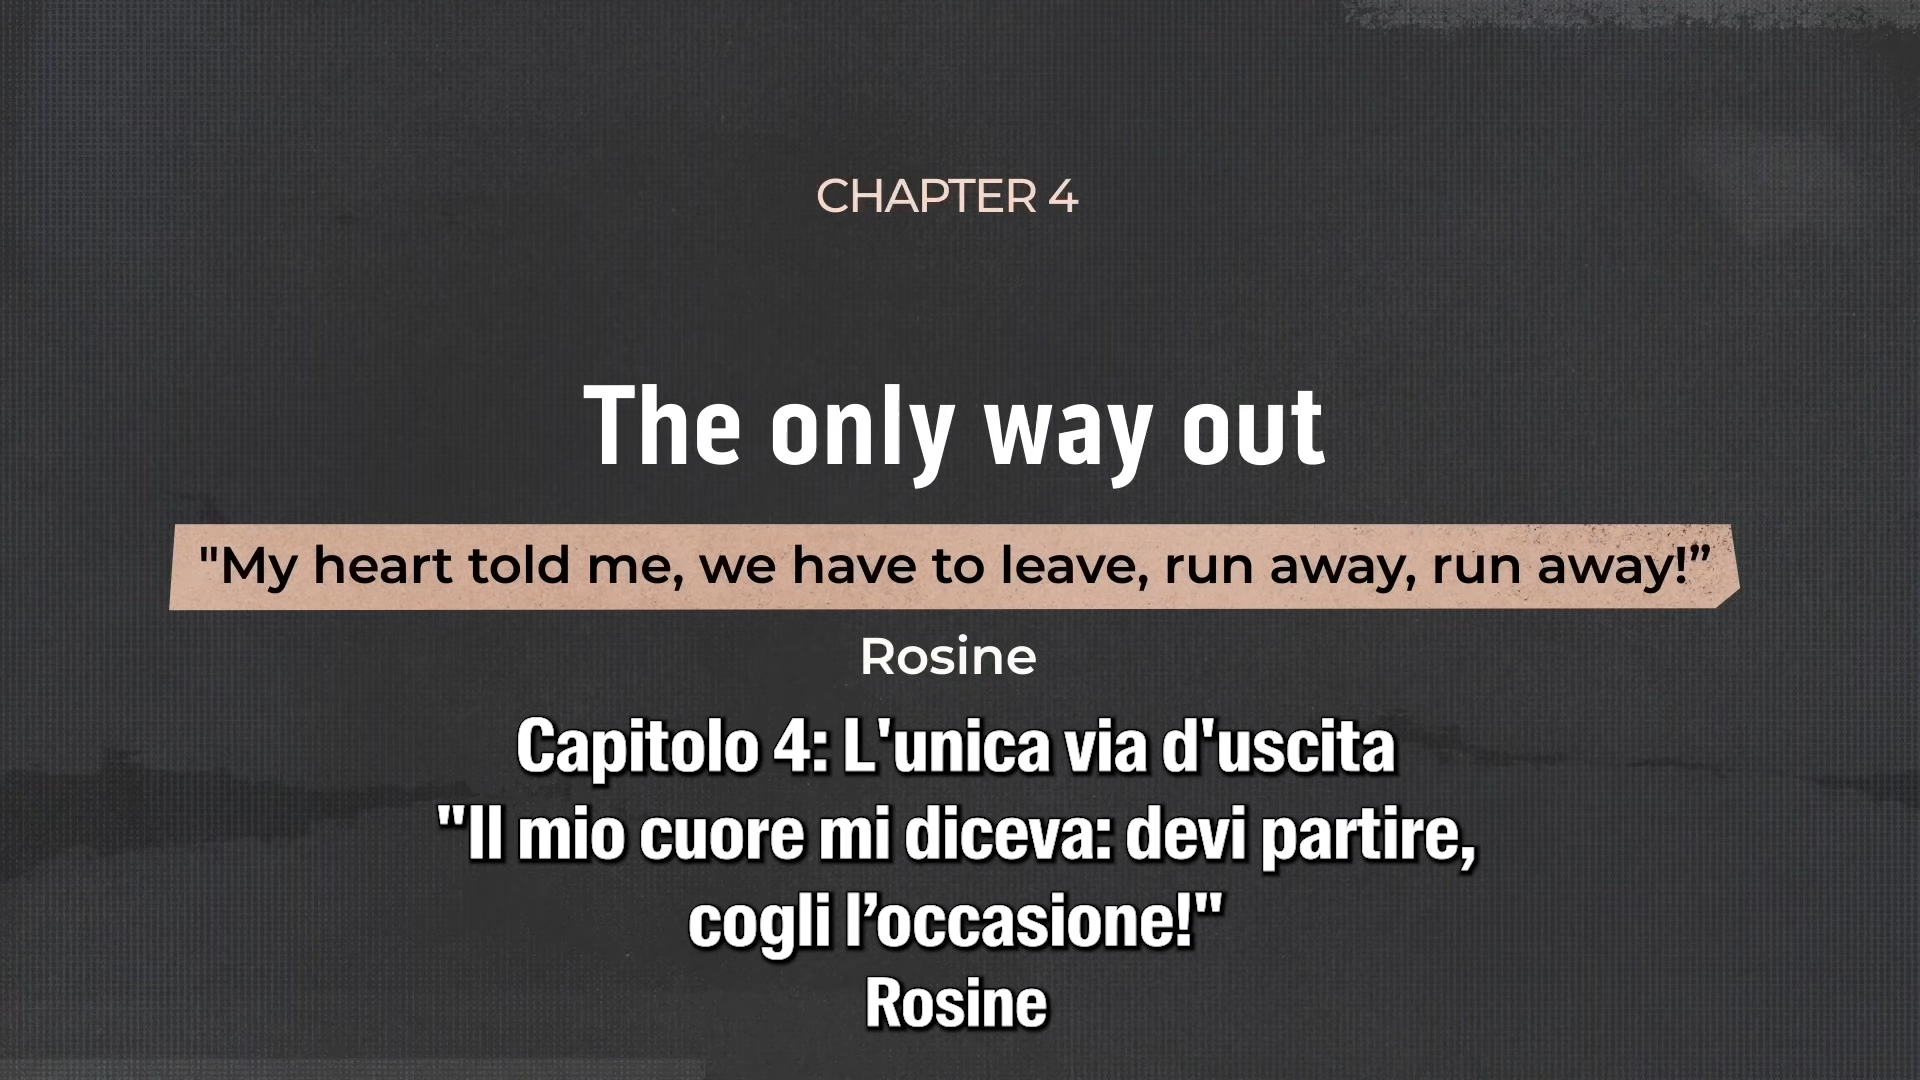 CHAPTER 4
The only way out
"My heart told me, we have to leave, run away, run away!”
Rosine
Capitolo 4: L'unica via d'uscita
"Il mio cuore mi diceva: devi partire,
cogli l’occasione!"
Rosine